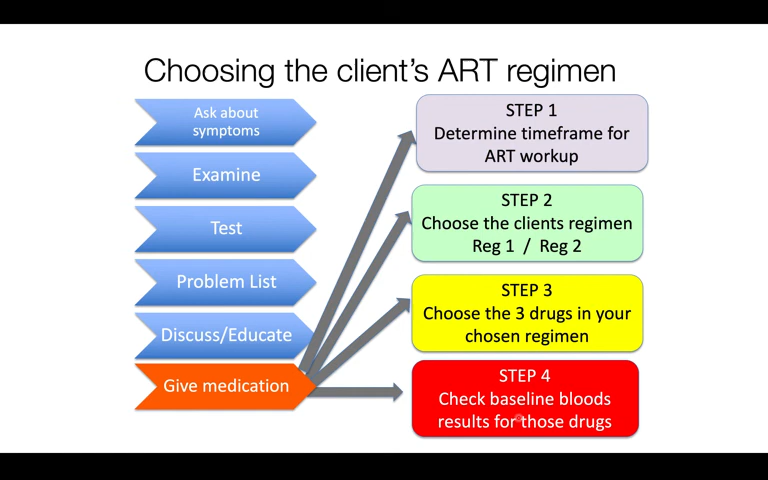 Choosing the client's ART regimen
Ask about
symptoms
Examine
Test
Problem List
Discuss/Educate
Give medication
STEP 1
Determine timeframe for
ART workup
STEP 2
Choose the clients regimen
Reg 1 / Reg 2
STEP 3
Choose the 3 drugs in your
chosen regimen
STEP 4
Check baseline bloods
results for those drugs